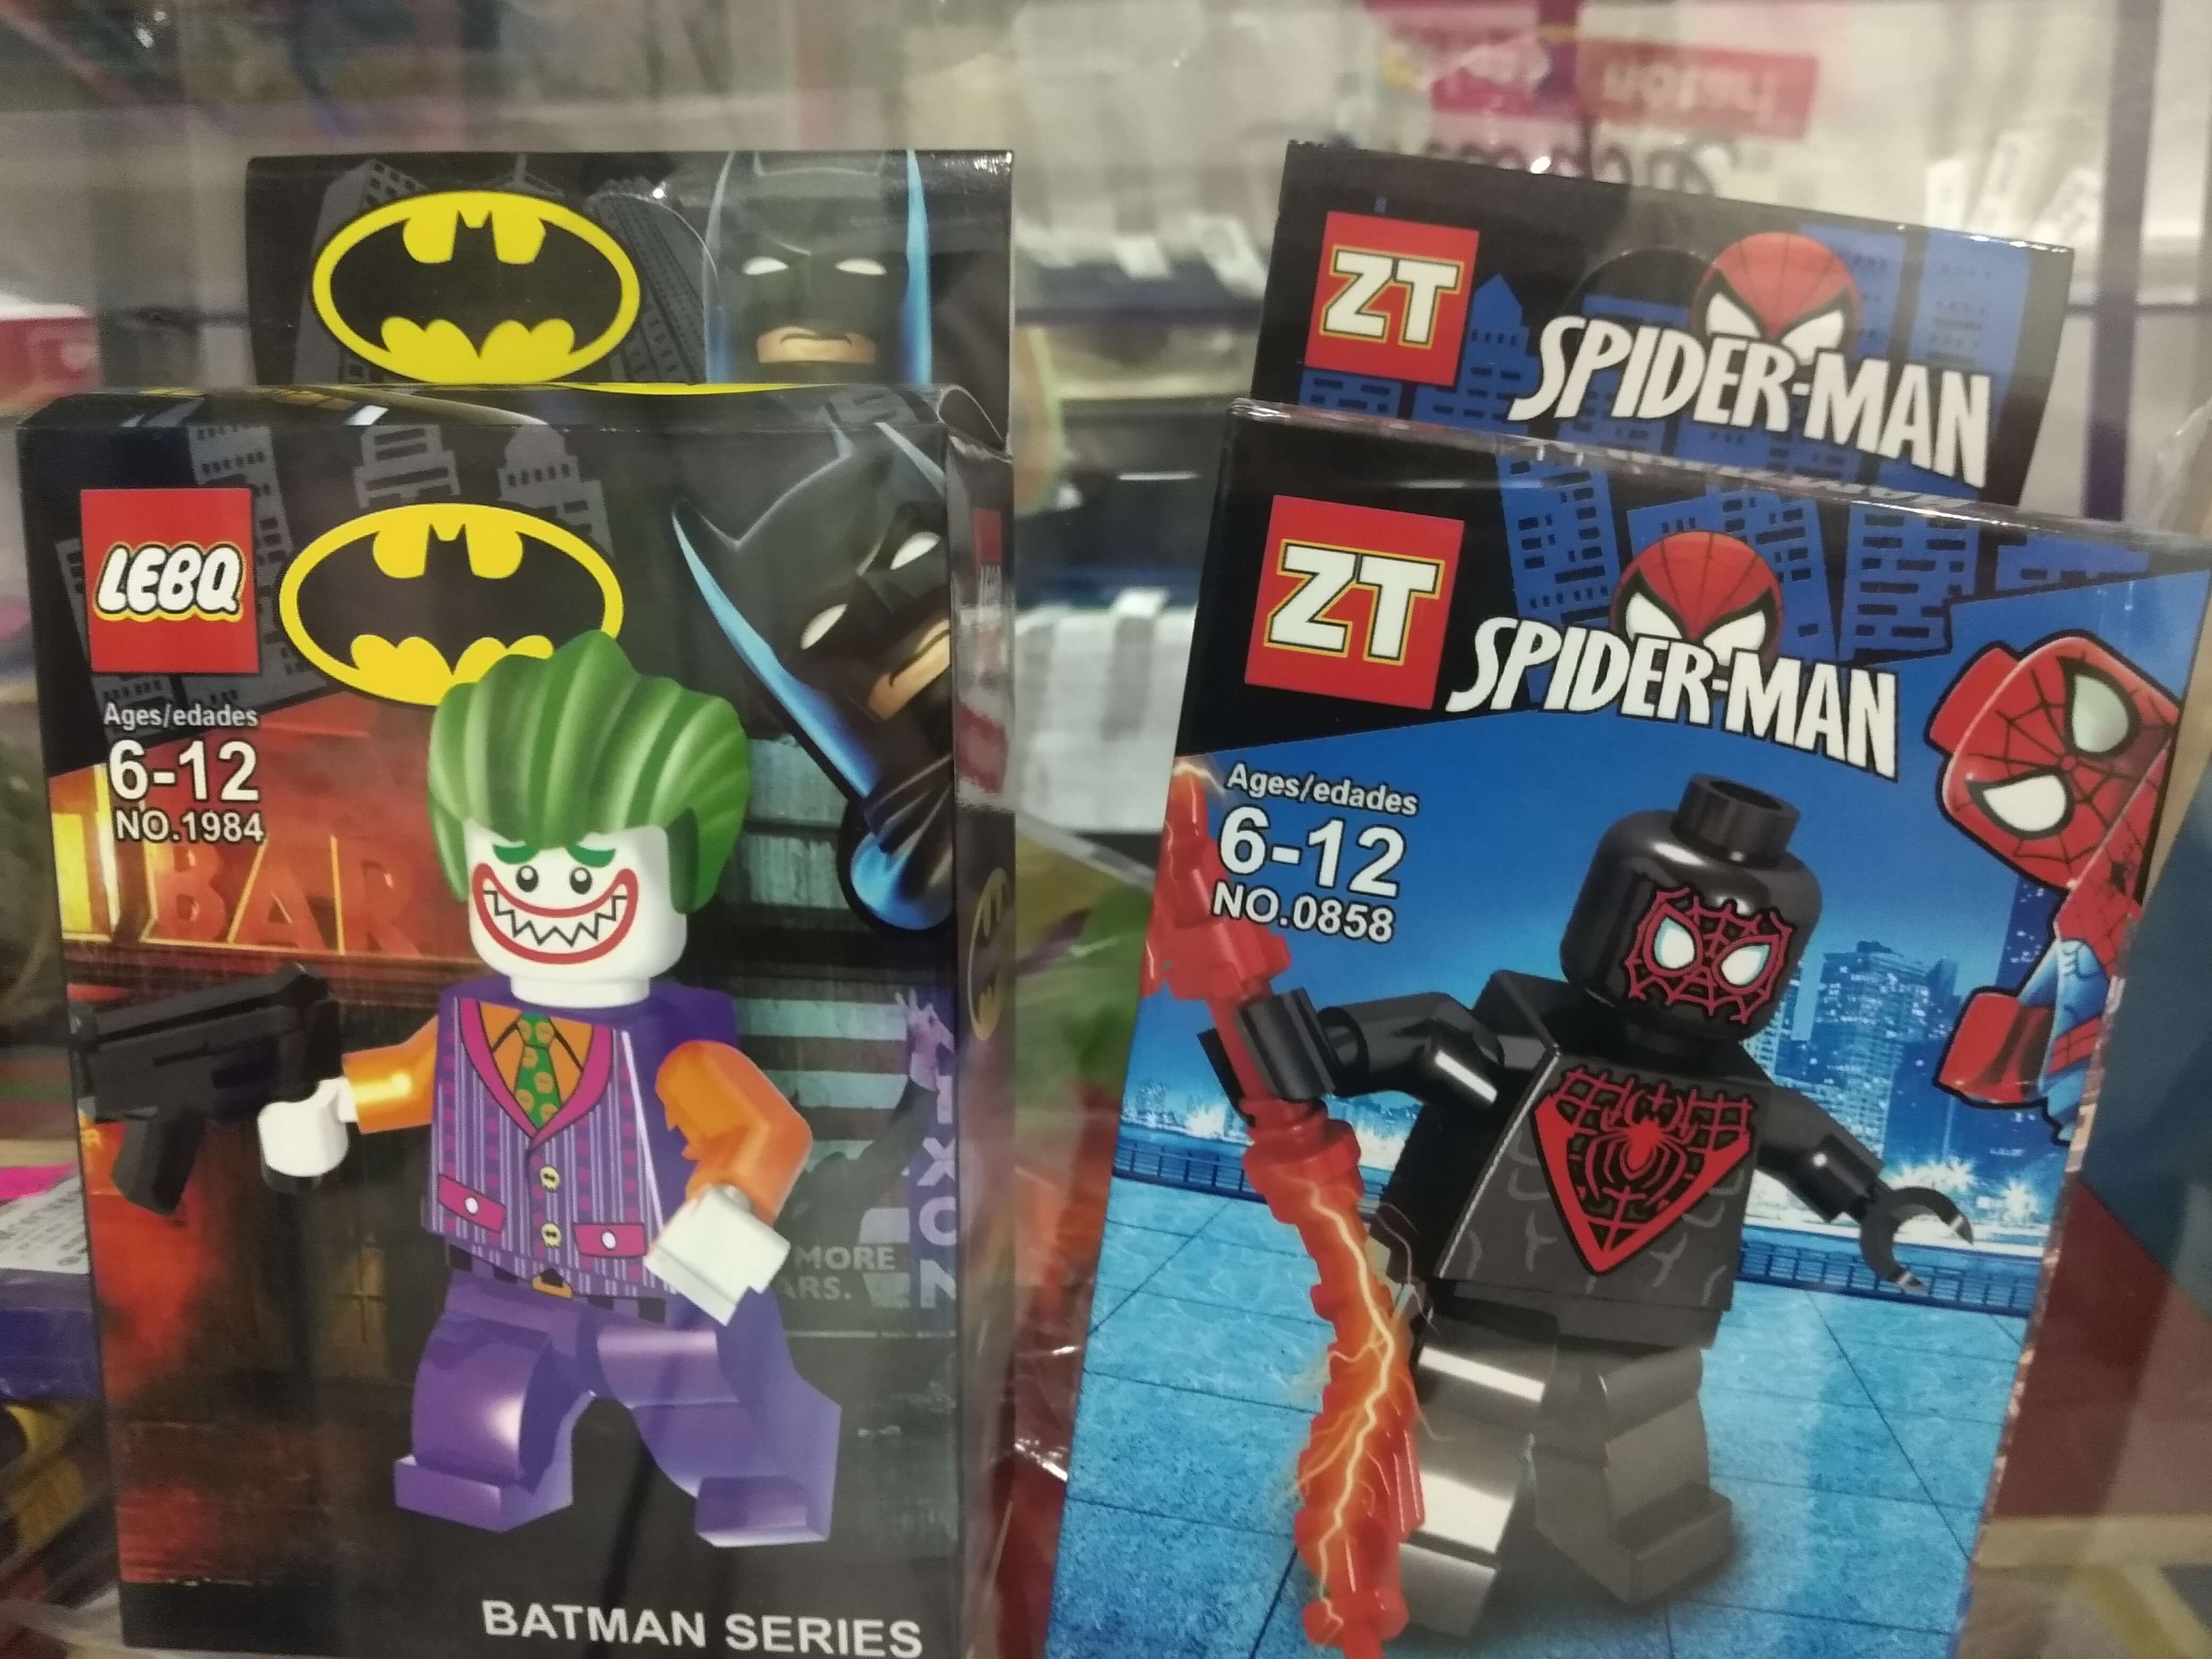 LEBQ
Ages/edades
6-12
NO.1984
BAR
MORE
ARS.
BATMAN SERIES
ZT
SPIDER-MAN
ZT
SPIDER-MAN
Ages/edades
6-12
NO.0858